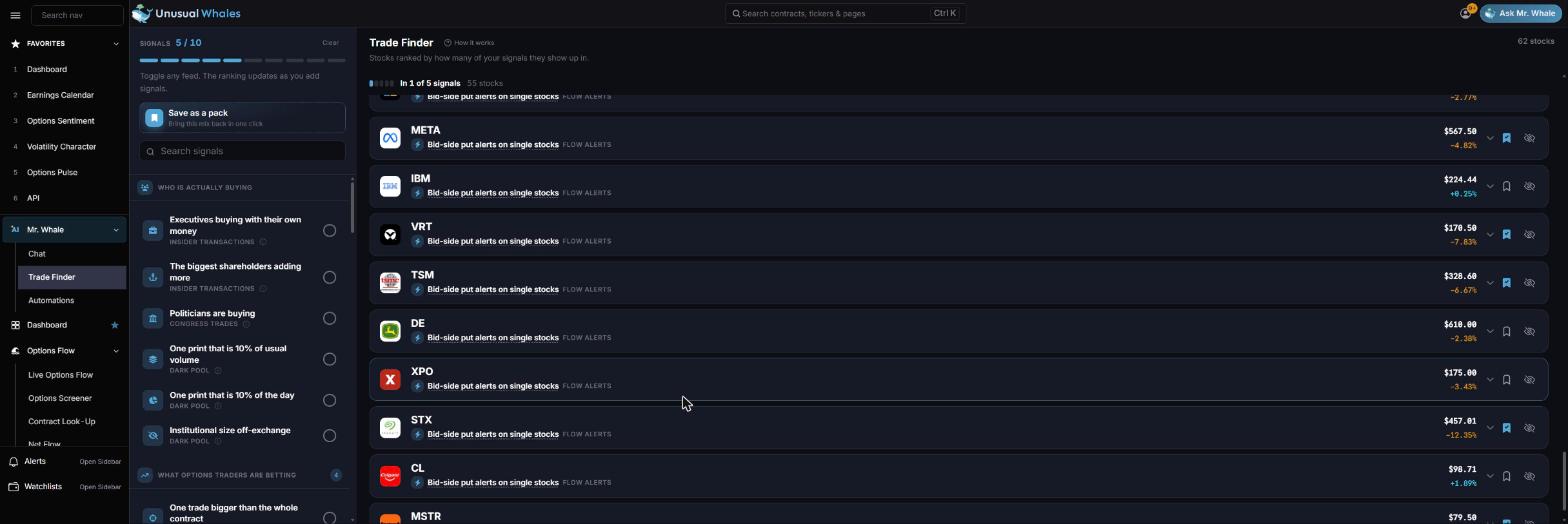 Search nav
Unusual Whales
Search contracts, tickers & pages
Ctrl K
9+
Ask Mr. Whale
FAVORITES
1 Dashboard
2 Earnings Calendar
3 Options Sentiment
4 Volatility Character
5 Options Pulse
6 API
AI Mr. Whale
Chat
Trade Finder
Automations
Dashboard
Options Flow
Live Options Flow
Options Screener
Contract Look-Up
Net Flow
Alerts Open Sidebar
Watchlists Open Sidebar
SIGNALS 5 / 10 Clear
Toggle any feed. The ranking updates as you add
signals.
Save as a pack
Bring this mix back in one click
Search signals
WHO IS ACTUALLY BUYING
Executives buying with their own
money
INSIDER TRANSACTIONS
The biggest shareholders adding
more
INSIDER TRANSACTIONS
Politicians are buying
CONGRESS TRADES
One print that is 10% of usual
volume
DARK POOL
One print that is 10% of the day
DARK POOL
Institutional size off-exchange
DARK POOL
WHAT OPTIONS TRADERS ARE BETTING 4
One trade bigger than the whole
contract
Trade Finder How it works 62 stocks
Stocks ranked by how many of your signals they show up in.
In 1 of 5 signals 55 stocks
Bid-side put alerts on single stocks FLOW ALERTS −2.77%
META $567.50
Bid-side put alerts on single stocks FLOW ALERTS −4.82%
IBM
IBM $224.44
Bid-side put alerts on single stocks FLOW ALERTS +0.25%
VRT $170.50
Bid-side put alerts on single stocks FLOW ALERTS −7.83%
TSM $328.60
Bid-side put alerts on single stocks FLOW ALERTS −6.67%
DE $610.00
Bid-side put alerts on single stocks FLOW ALERTS −2.38%
X
XPO $175.00
Bid-side put alerts on single stocks FLOW ALERTS −3.43%
STX $457.01
Bid-side put alerts on single stocks FLOW ALERTS −12.35%
CL $98.71
Bid-side put alerts on single stocks FLOW ALERTS +1.89%
MSTR $79.50